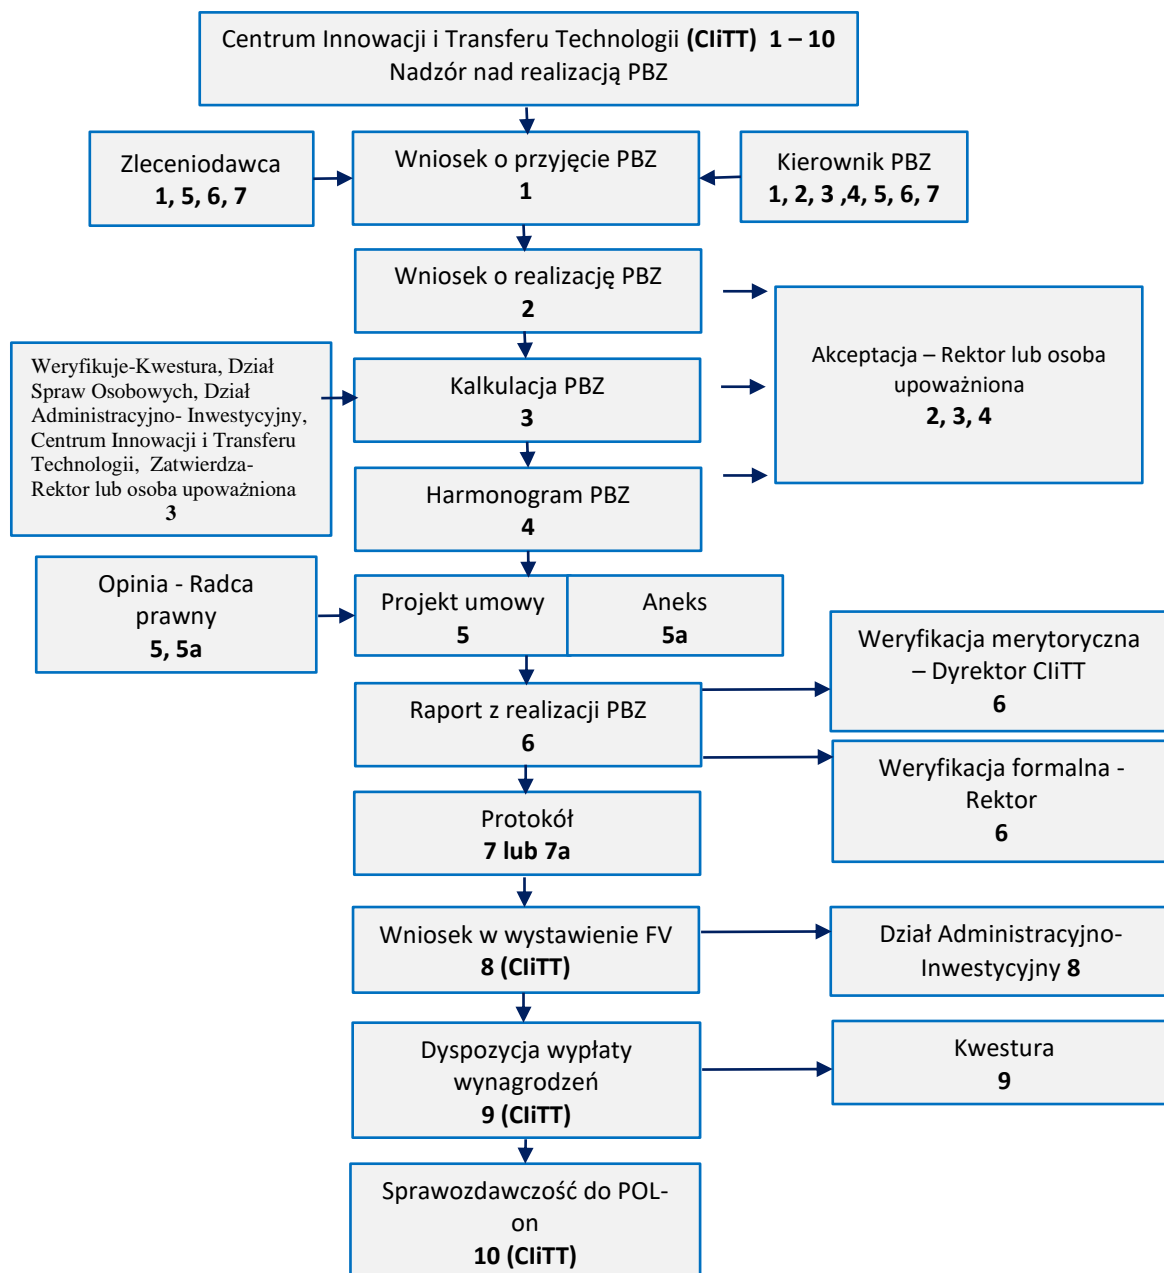 Centrum Innowacji i Transferu Technologii (CIiTT) 1 – 10
Nadzór nad realizacją PBZ
Zleceniodawca
1, 5, 6, 7
Wniosek o przyjęcie PBZ
1
Kierownik PBZ
1, 2, 3 ,4, 5, 6, 7
Wniosek o realizację PBZ
2
Akceptacja – Rektor lub osoba
upoważniona
2, 3, 4
Weryfikuje-Kwestura, Dział
Spraw Osobowych, Dział
Administracyjno- Inwestycyjny,
Centrum Innowacji i Transferu
Technologii, Zatwierdza-
Rektor lub osoba upoważniona
3
Kalkulacja PBZ
3
Harmonogram PBZ
4
Opinia - Radca
prawny
5, 5a
Projekt umowy
5
Aneks
5a
Weryfikacja merytoryczna
– Dyrektor CIiTT
6
Raport z realizacji PBZ
6
Weryfikacja formalna -
Rektor
6
Protokół
7 lub 7a
Wniosek w wystawienie FV
8 (CIiTT)
Dział Administracyjno-
Inwestycyjny 8
Dyspozycja wypłaty
wynagrodzeń
9 (CIiTT)
Kwestura
9
Sprawozdawczość do POL-
on
10 (CIiTT)